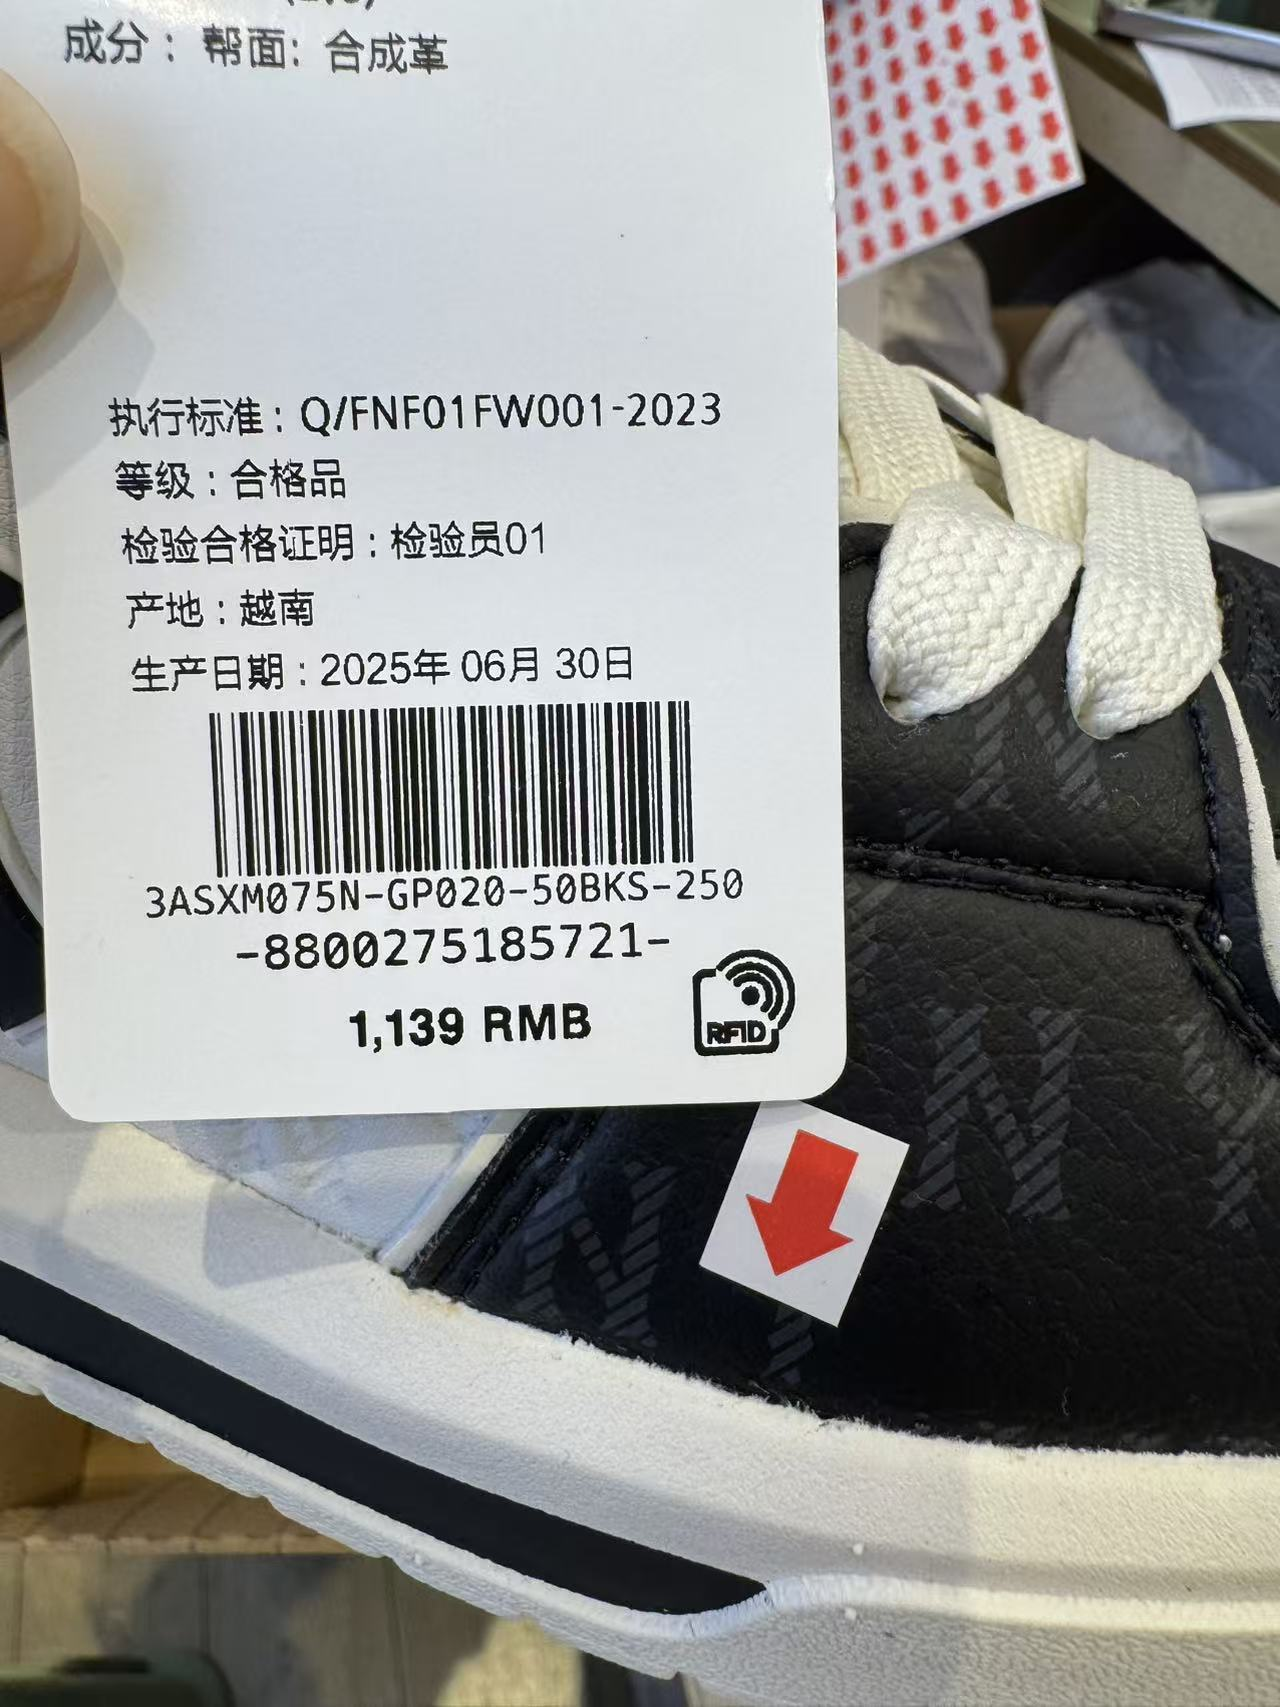 成分：帮面：合成革
执行标准：Q/FNF01FW001-2023
等级：合格品
检验合格证明：检验员01
产地：越南
生产日期：2025年 06月 30日
3ASXM075N-GP020-50BKS-250
-8800275185721-
1,139 RMB
RFID